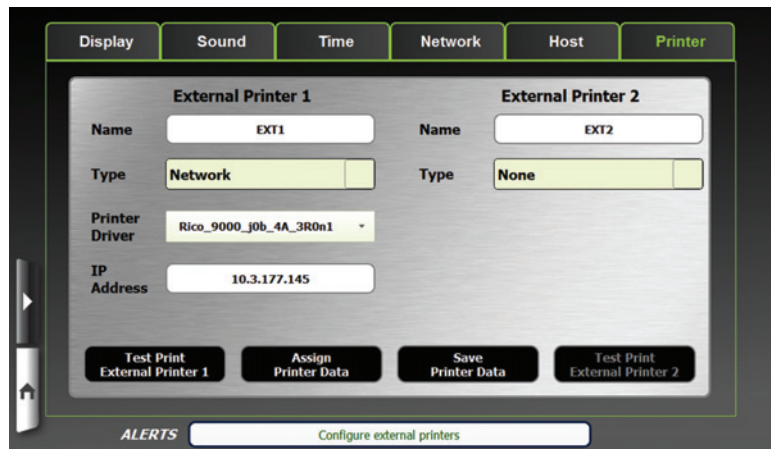 Display Sound Time Network Host Printer
External Printer 1 External Printer 2
Name EXT1 Name EXT2
Type Network Type None
Printer
Driver Rico_9000_j0b_4A_3R0n1
IP
Address 10.3.177.145
Test Print
External Printer 1
Assign
Printer Data
Save
Printer Data
Test Print
External Printer 2
ALERTS Configure external printers